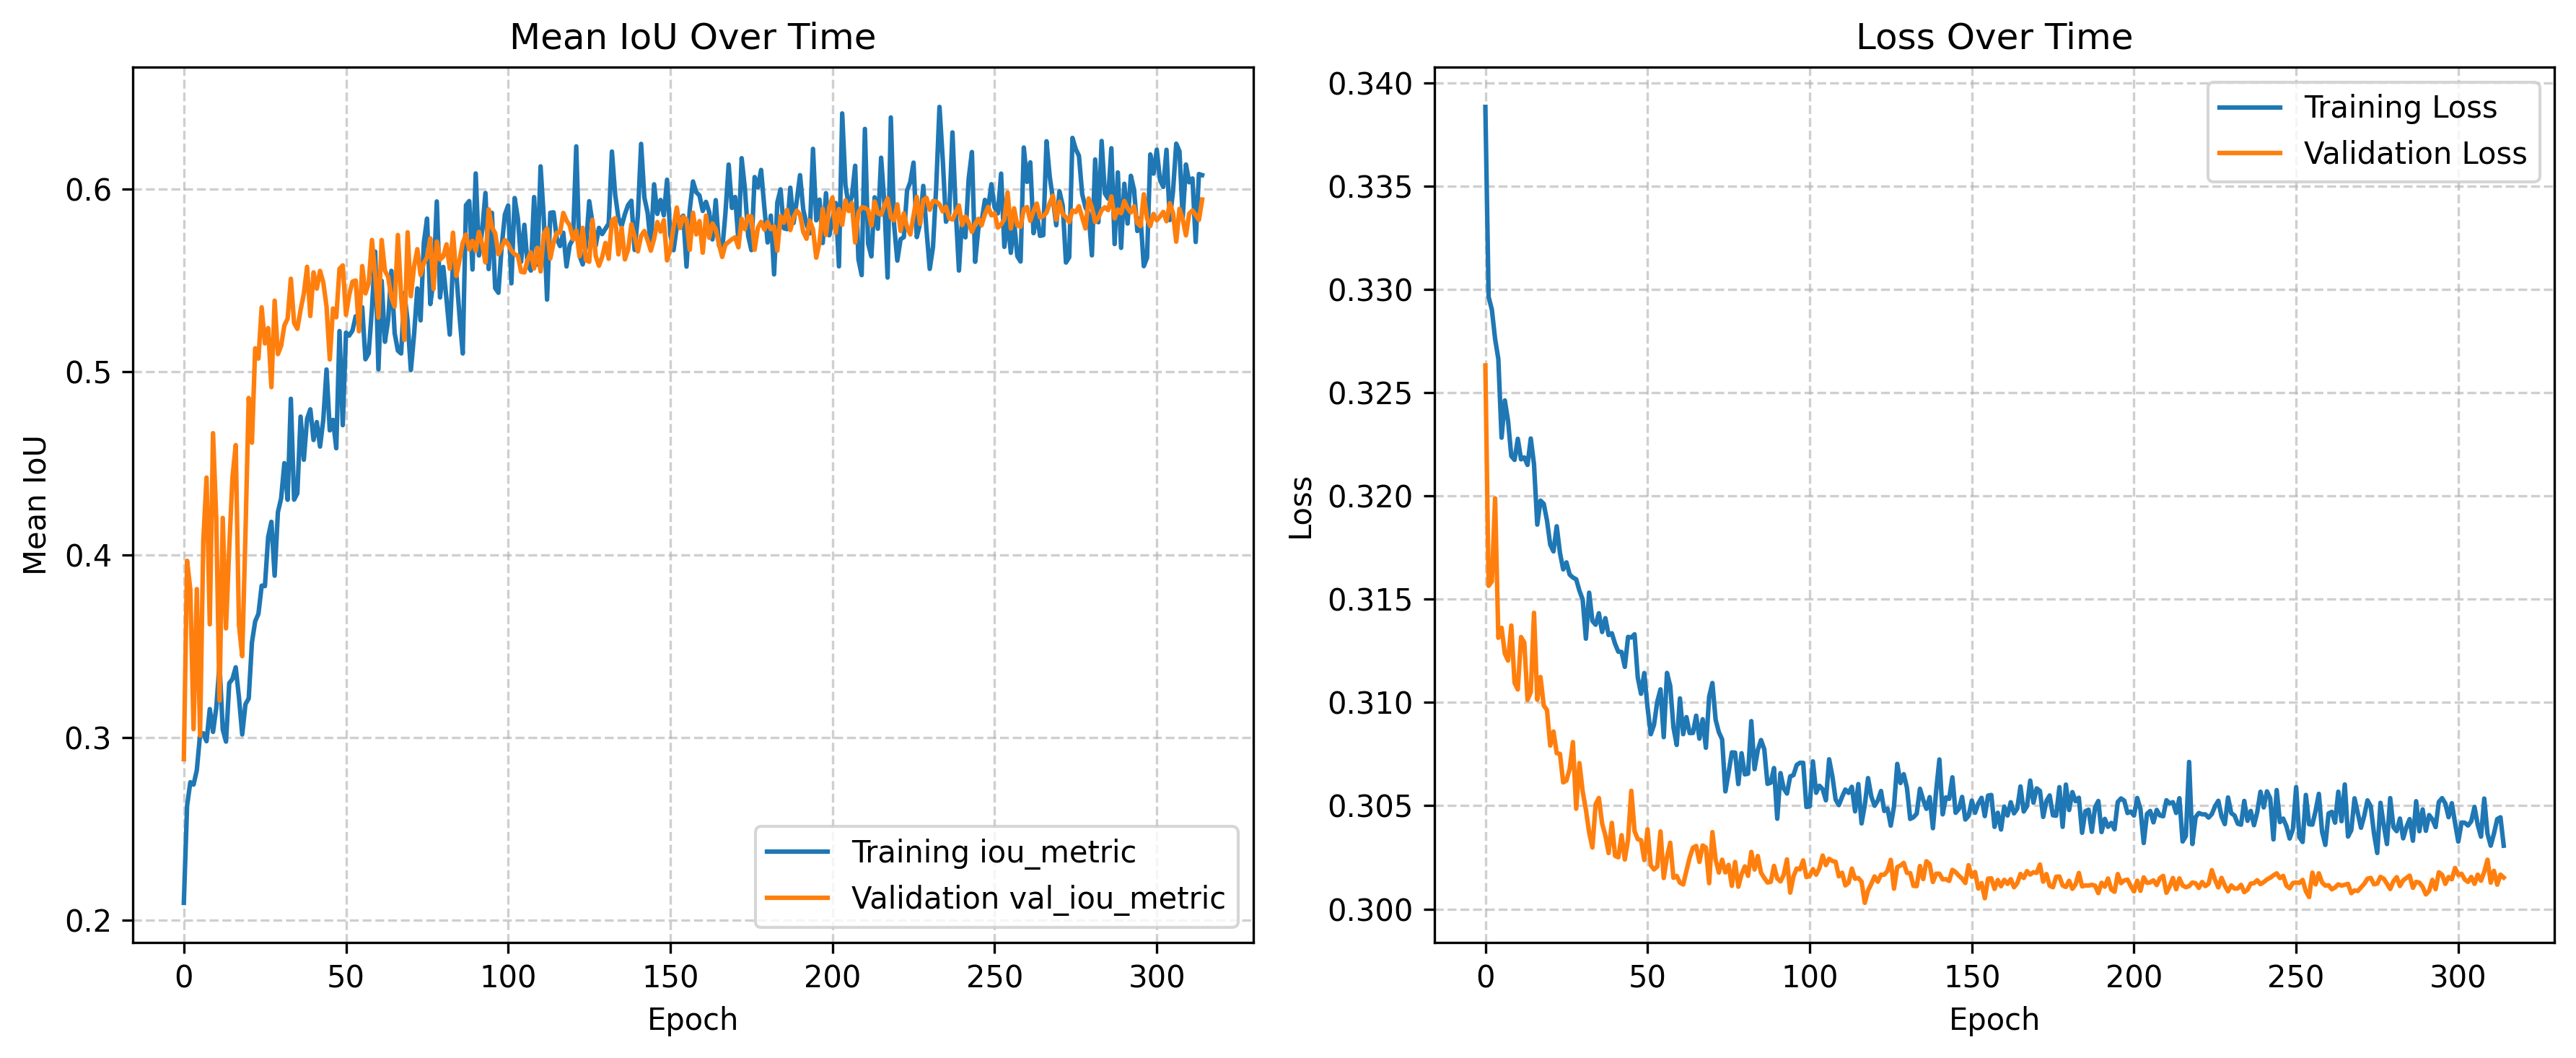 Mean IoU Over Time
Mean IoU
0.6
0.5
0.4
0.3
0.2
0
50
100
150
200
250
300
Epoch
Training iou_metric
Validation val_iou_metric
Loss Over Time
Loss
0.340
0.335
0.330
0.325
0.320
0.315
0.310
0.305
0.300
0
50
100
150
200
250
300
Epoch
Training Loss
Validation Loss